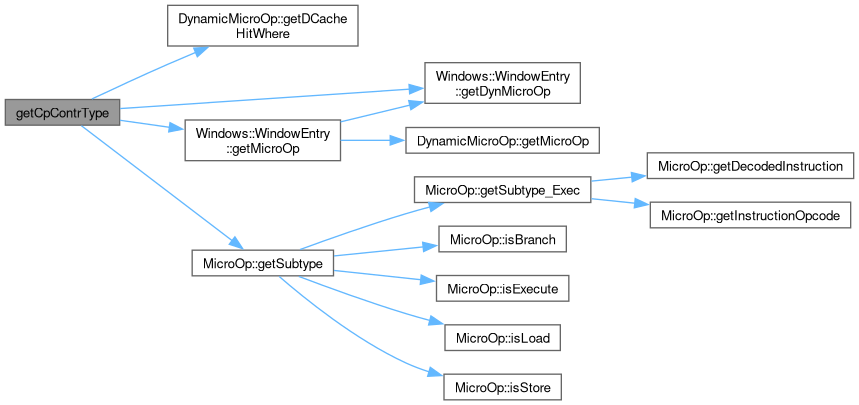 DynamicMicroOp::getDCache
HitWhere
getCpContrType
Windows::WindowEntry
::getDynMicroOp
Windows::WindowEntry
::getMicroOp
DynamicMicroOp::getMicroOp
MicroOp::getSubtype
MicroOp::getSubtype_Exec
MicroOp::getDecodedInstruction
MicroOp::getInstructionOpcode
MicroOp::isBranch
MicroOp::isExecute
MicroOp::isLoad
MicroOp::isStore